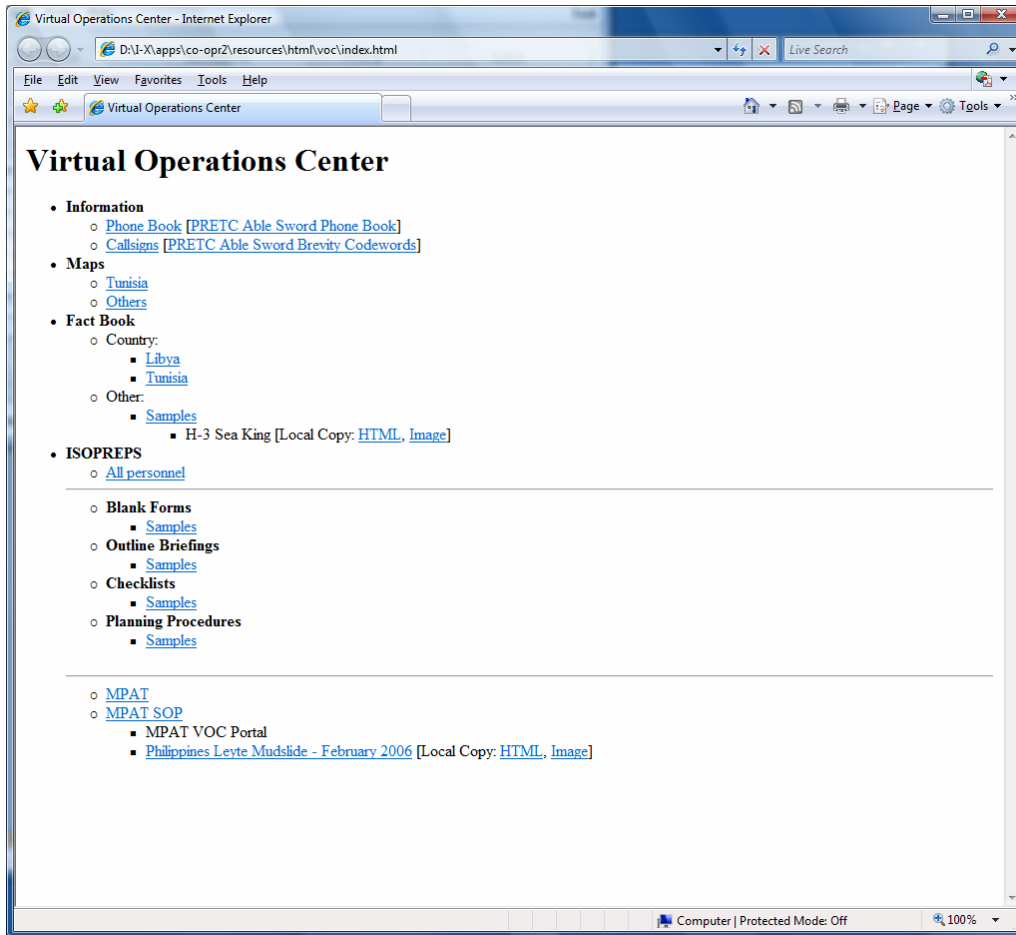 Virtual Operations Center - Internet Explorer
D:\I-X\apps\co-opr2\resources\html\voc\index.html
Live Search
File Edit View Favorites Tools Help
Virtual Operations Center
Page Tools »
Virtual Operations Center
• Information
o Phone Book [PRETC Able Sword Phone Book]
o Callsigns [PRETC Able Sword Brevity Codewords]
• Maps
o Tunisia
o Others
• Fact Book
o Country:
▪ Libya
▪ Tunisia
o Other:
▪ Samples
▪ H-3 Sea King [Local Copy: HTML, Image]
• ISOPREPS
o All personnel
o Blank Forms
▪ Samples
o Outline Briefings
▪ Samples
o Checklists
▪ Samples
o Planning Procedures
▪ Samples
o MPAT
o MPAT SOP
▪ MPAT VOC Portal
▪ Philippines Leyte Mudslide - February 2006 [Local Copy: HTML, Image]
Computer | Protected Mode: Off
100%